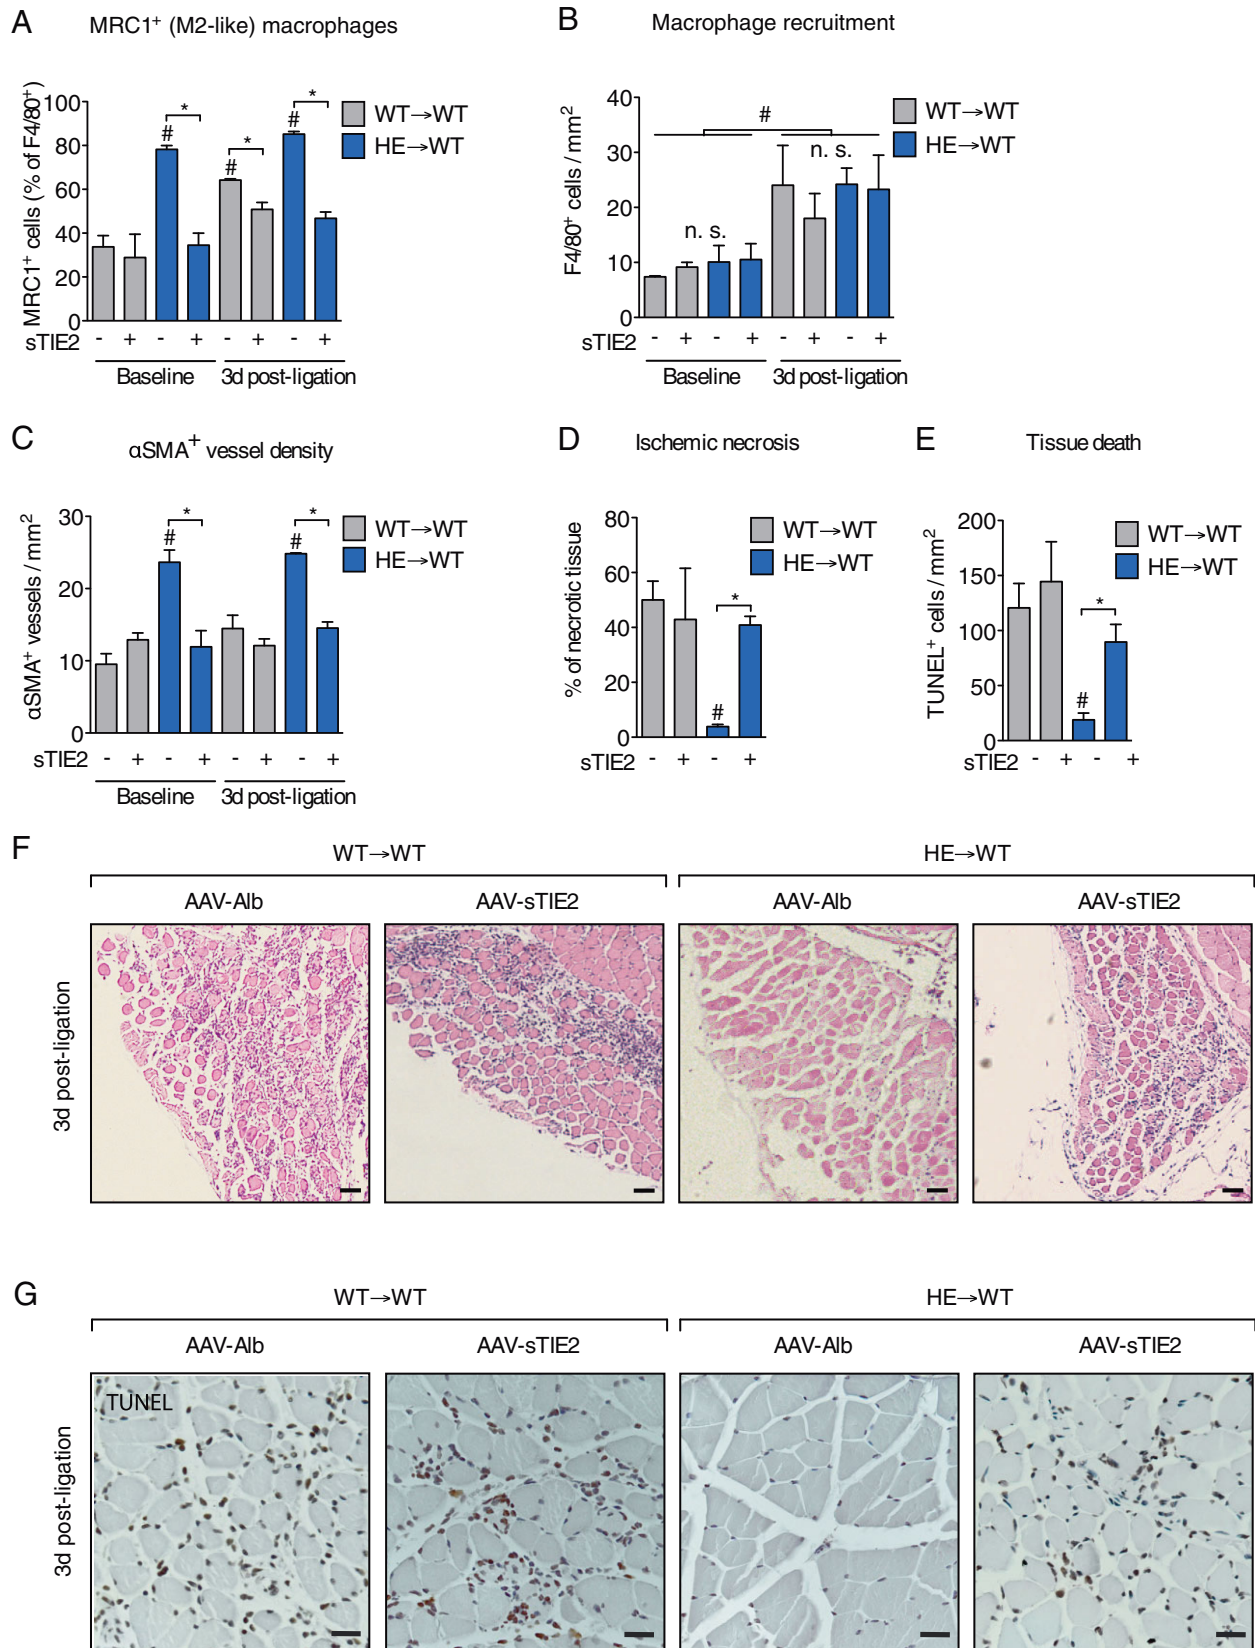 A MRC1⁺ (M2-like) macrophages
MRC1⁺ cells (% of F4/80⁺)
100
80
60
40
20
0
# * # * # *
WT→WT
HE→WT
sTIE2 - + - + - + - +
Baseline 3d post-ligation
B Macrophage recruitment
F4/80⁺ cells / mm²
40
30
20
10
0
#
n. s. n. s.
WT→WT
HE→WT
sTIE2 - + - + - + - +
Baseline 3d post-ligation
C αSMA⁺ vessel density
αSMA⁺ vessels / mm²
30
20
10
0
# * # *
WT→WT
HE→WT
sTIE2 - + - + - + - +
Baseline 3d post-ligation
D Ischemic necrosis
% of necrotic tissue
80
60
40
20
0
# *
WT→WT
HE→WT
sTIE2 - + - +
E Tissue death
TUNEL⁺ cells / mm²
200
150
100
50
0
# *
WT→WT
HE→WT
sTIE2 - + - +
F WT→WT HE→WT
AAV-Alb AAV-sTIE2 AAV-Alb AAV-sTIE2
3d post-ligation
G WT→WT HE→WT
AAV-Alb AAV-sTIE2 AAV-Alb AAV-sTIE2
3d post-ligation
TUNEL